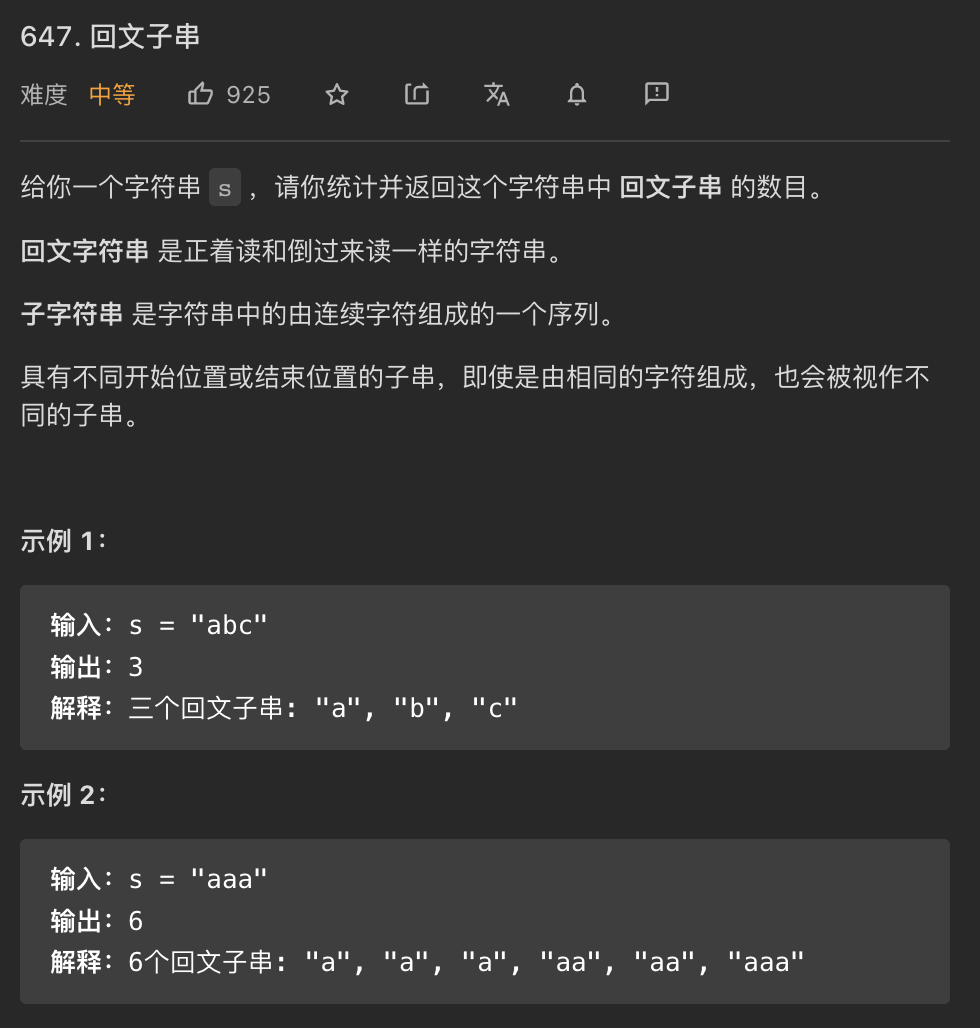 647. 回文子串
难度 中等 925
给你一个字符串 s ，请你统计并返回这个字符串中 回文子串 的数目。
回文字符串 是正着读和倒过来读一样的字符串。
子字符串 是字符串中的由连续字符组成的一个序列。
具有不同开始位置或结束位置的子串，即使是由相同的字符组成，也会被视作不
同的子串。
示例 1：
输入：s = "abc"
输出：3
解释：三个回文子串: "a", "b", "c"
示例 2：
输入：s = "aaa"
输出：6
解释：6个回文子串: "a", "a", "a", "aa", "aa", "aaa"